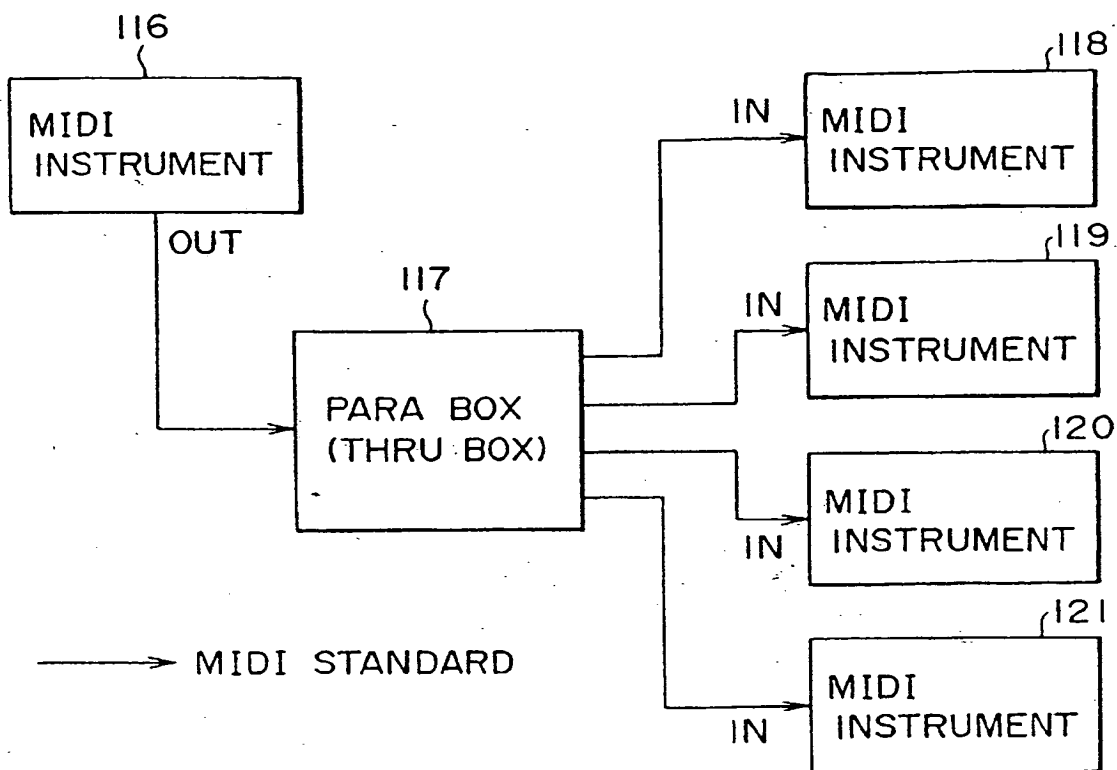 116
MIDI
INSTRUMENT
OUT
117
PARA BOX
(THRU BOX)
118
IN
MIDI
INSTRUMENT
119
IN
MIDI
INSTRUMENT
120
IN
MIDI
INSTRUMENT
121
IN
MIDI
INSTRUMENT
MIDI STANDARD